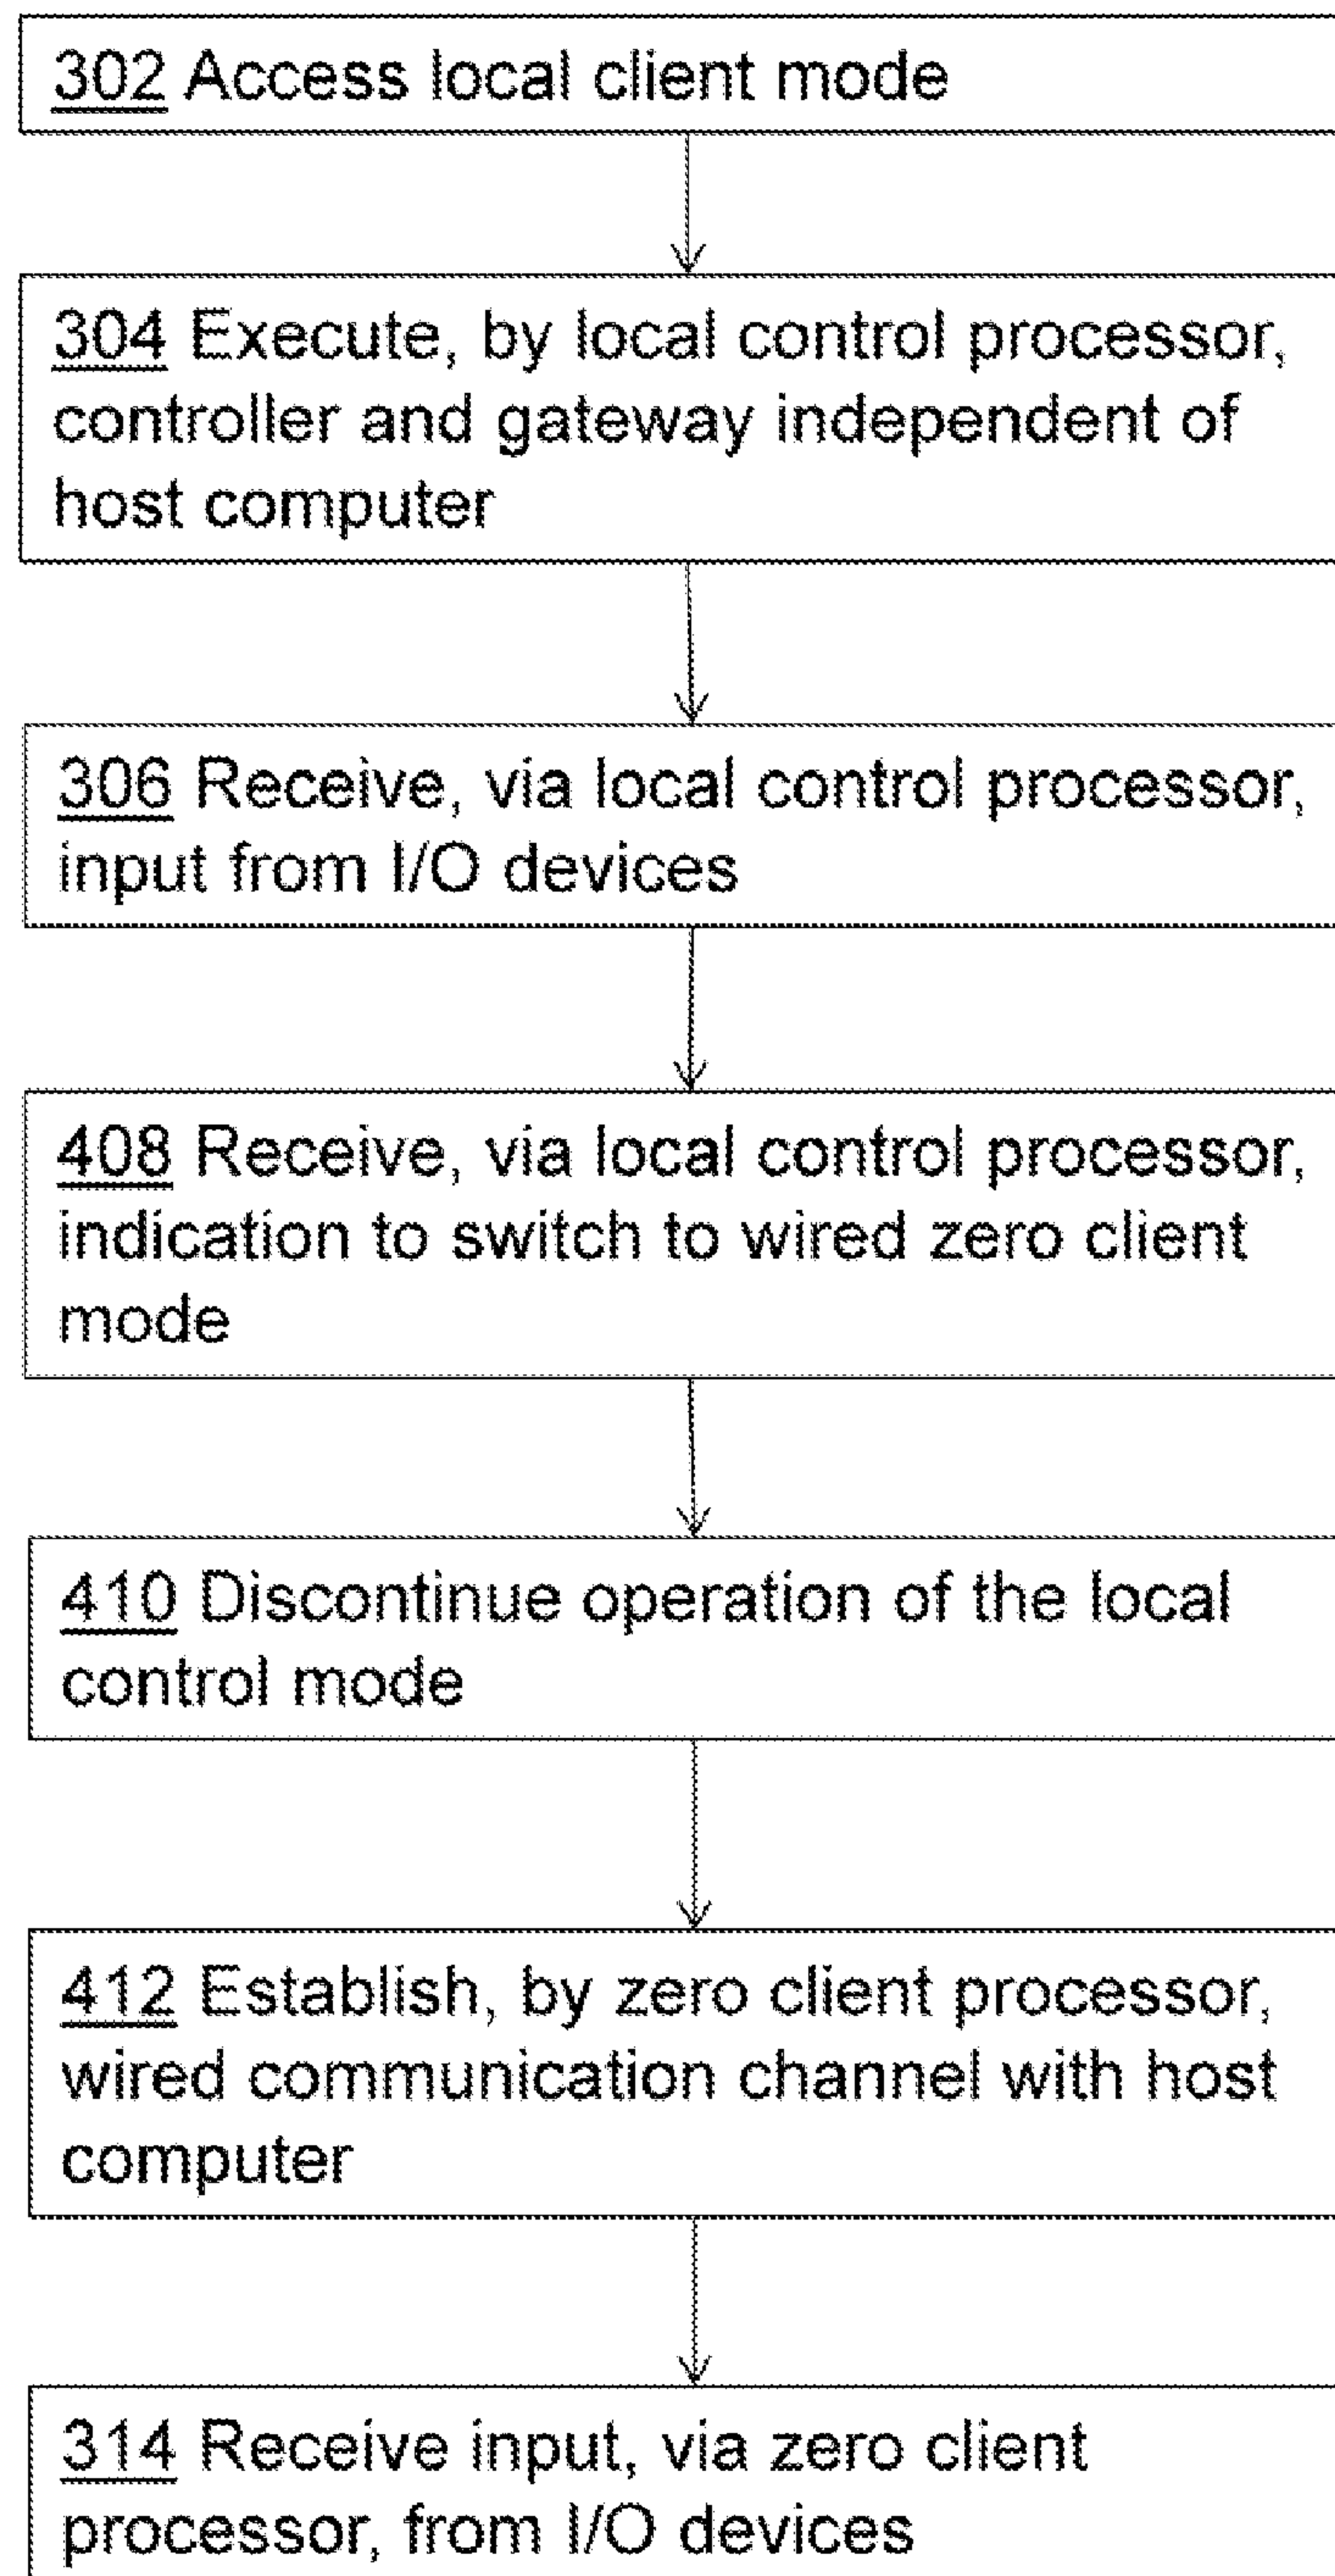 302 Access local client mode
304 Execute, by local control processor,
controller and gateway independent of
host computer
306 Receive, via local control processor,
input from I/O devices
408 Receive, via local control processor,
indication to switch to wired zero client
mode
410 Discontinue operation of the local
control mode
412 Establish, by zero client processor,
wired communication channel with host
computer
314 Receive input, via zero client
processor, from I/O devices